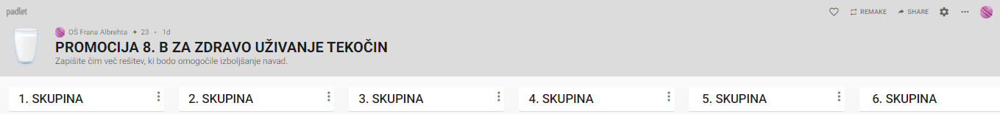 padlet
REMAKE SHARE
OŠ Frana Albrehta + 23 • 1d
PROMOCIJA 8. B ZA ZDRAVO UŽIVANJE TEKOČIN
Zapišite čim več rešitev, ki bodo omogočile izboljšanje navad.
1. SKUPINA
2. SKUPINA
3. SKUPINA
4. SKUPINA
5. SKUPINA
6. SKUPINA